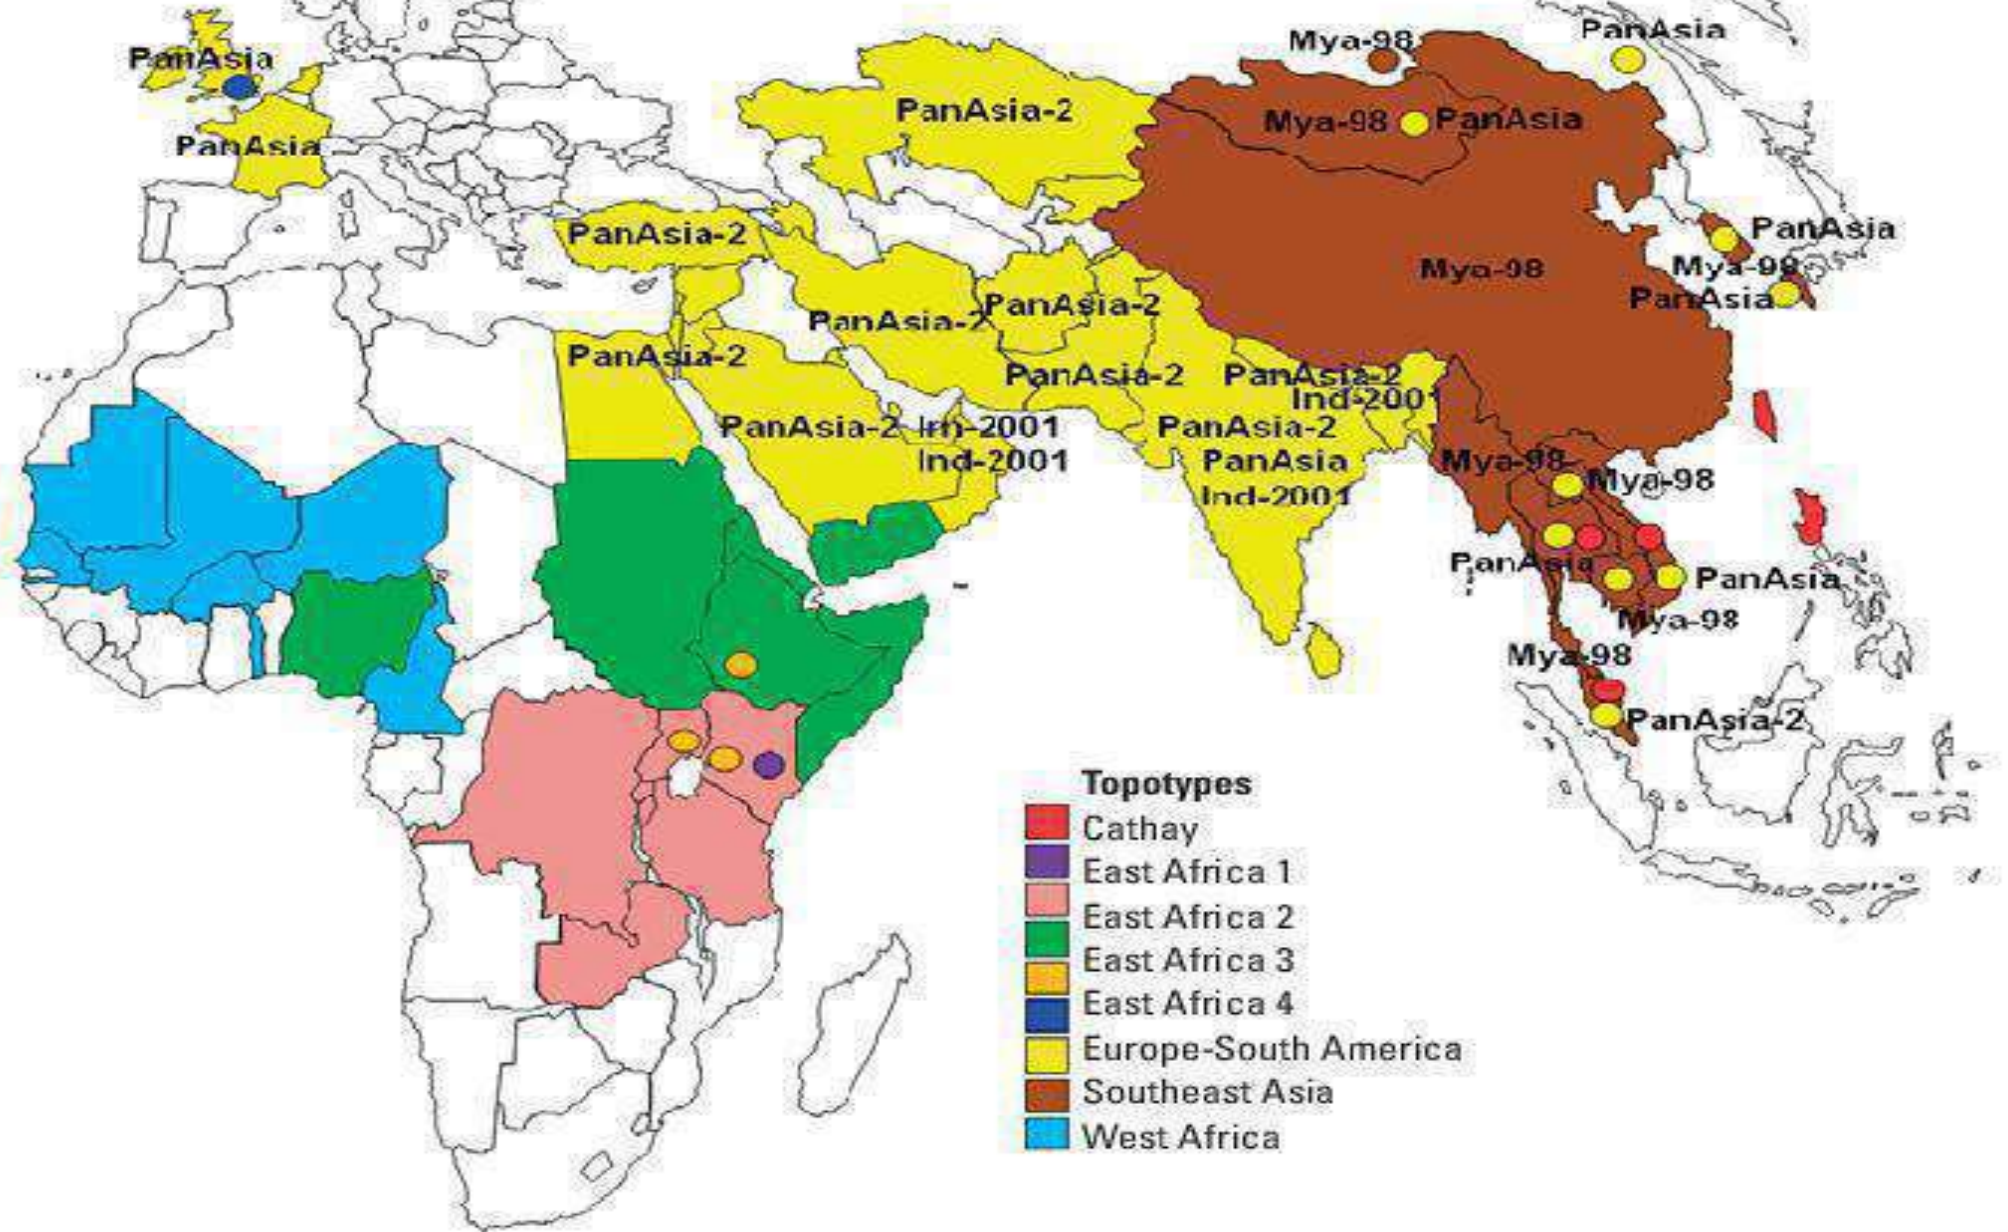 PanAsia
PanAsia
PanAsia-2
PanAsia-2
PanAsia-2
PanAsia-2
PanAsia-2
PanAsia-2
PanAsia-2 Irn-2001
Ind-2001
PanAsia-2
Ind-2001
PanAsia-2
PanAsia
Ind-2001
Mya-98
PanAsia
Mya-98
PanAsia
Mya-98
PanAsia
Mya-98
PanAsia
Mya-98
Mya-98
PanAsia
PanAsia
Mya-98
Mya-98
PanAsia-2
Topotypes
Cathay
East Africa 1
East Africa 2
East Africa 3
East Africa 4
Europe-South America
Southeast Asia
West Africa